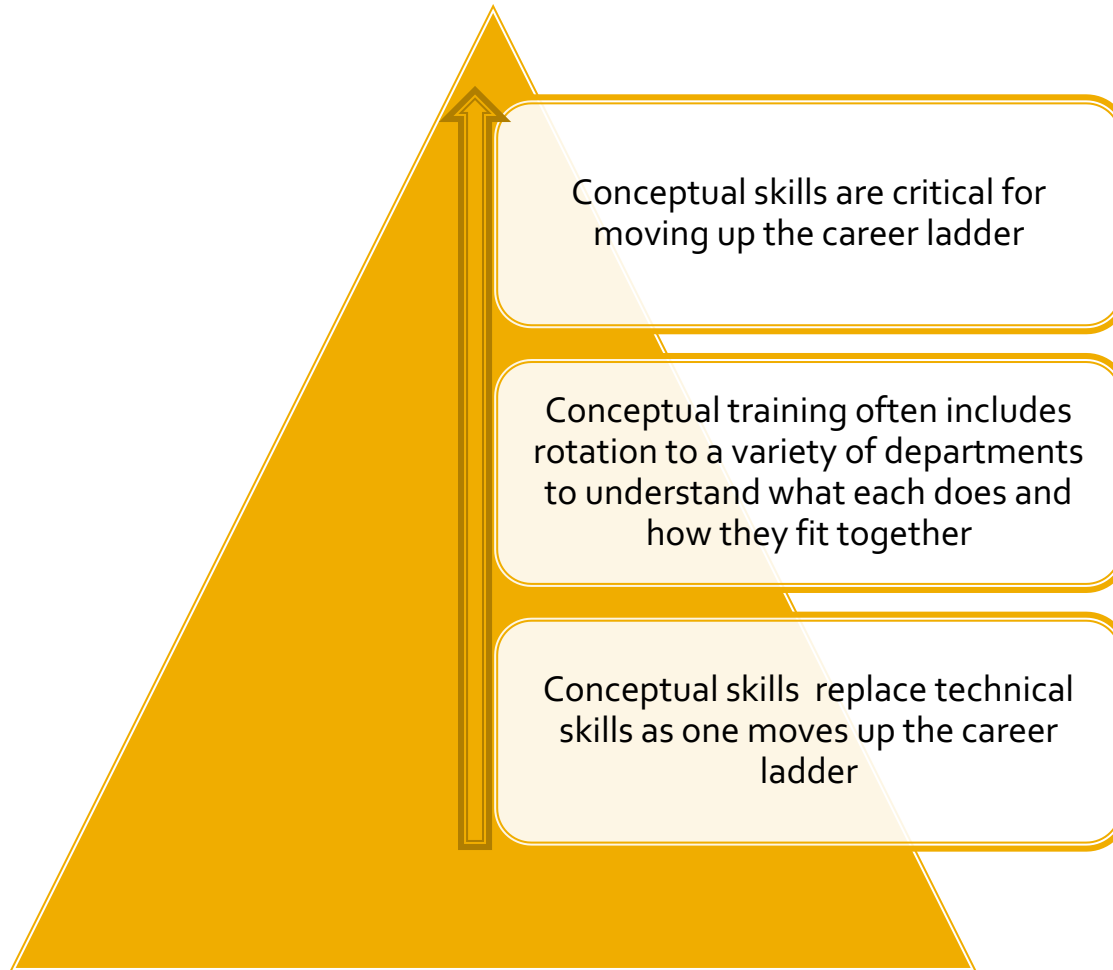 Conceptual skills are critical for
moving up the career ladder
Conceptual training often includes
rotation to a variety of departments
to understand what each does and
how they fit together
Conceptual skills  replace technical
skills as one moves up the career
ladder